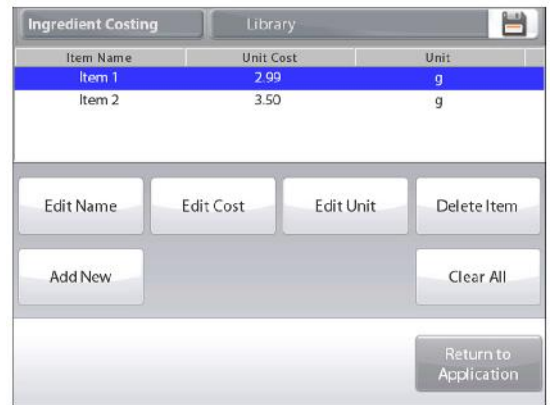 Ingredient Costing Library
Item Name Unit Cost Unit
Item 1 2.99 g
Item 2 3.50 g
Edit Name Edit Cost Edit Unit Delete Item
Add New Clear All
Return to
Application